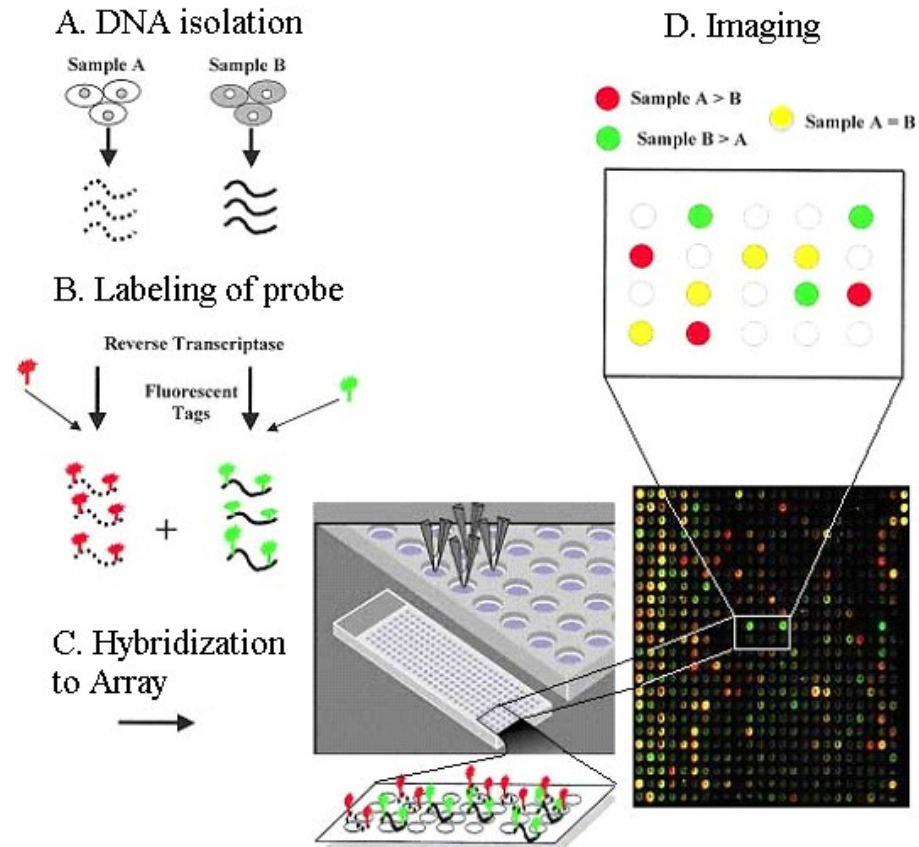 A. DNA isolation
Sample A
Sample B
B. Labeling of probe
Reverse Transcriptase
Fluorescent
Tags
+
C. Hybridization
to Array
D. Imaging
Sample A > B
Sample B > A
Sample A = B